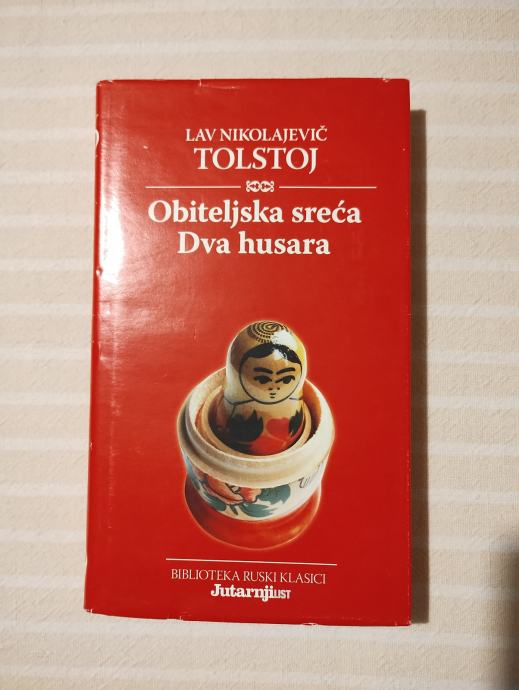 LAV NIKOLAJEVIČ
TOLSTOJ
Obiteljska sreća
Dva husara
BIBLIOTEKA RUSKI KLASICI
Jutarnji LIST